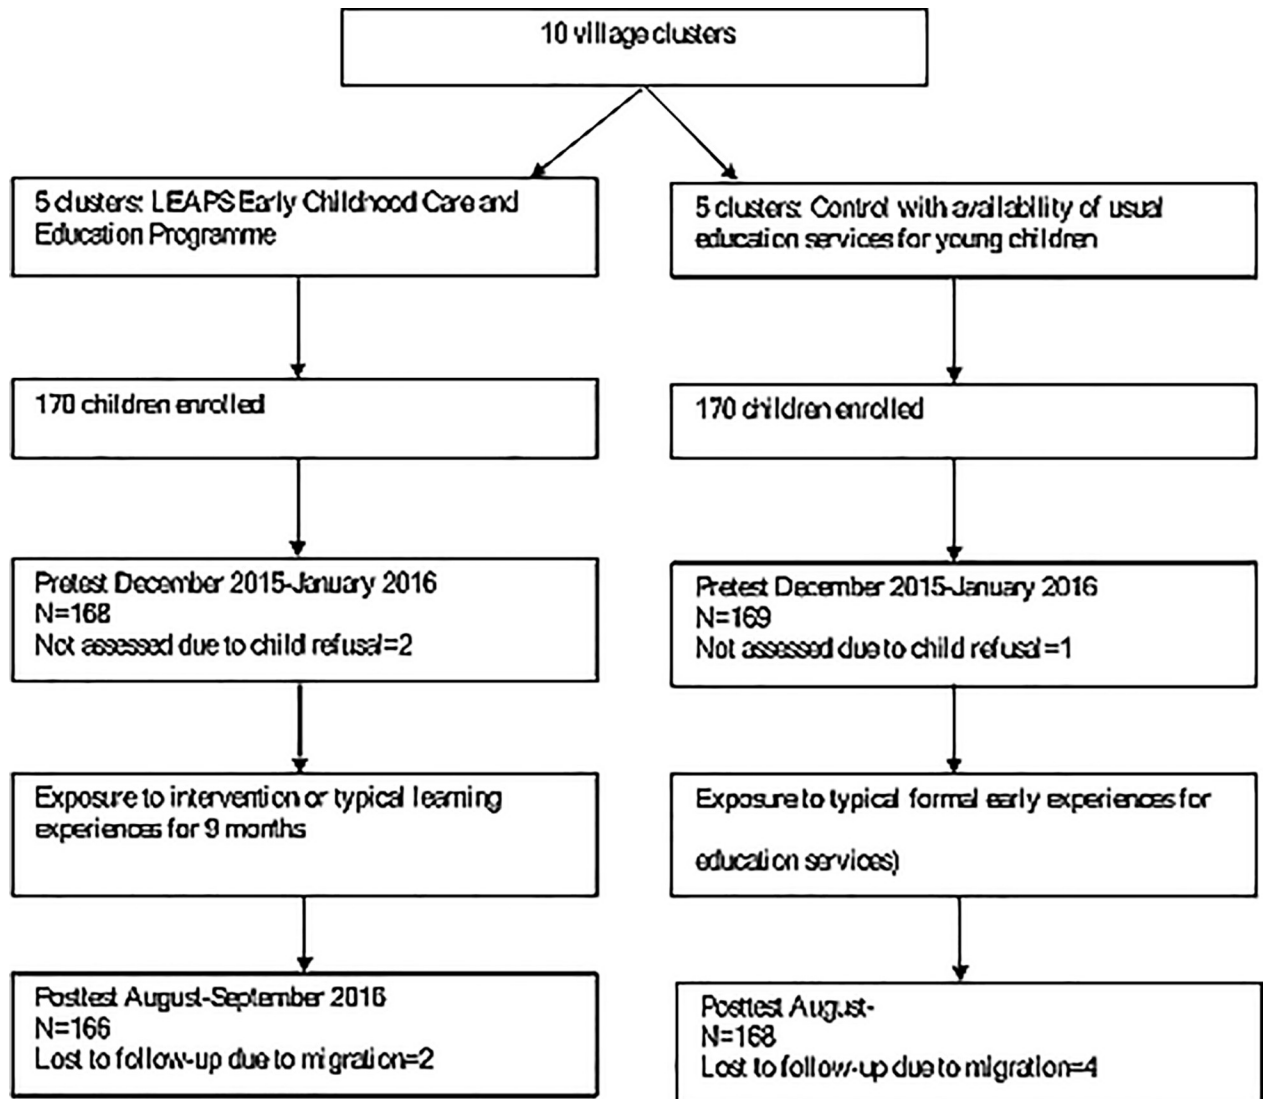 10 village clusters
5 clusters: LEAPS Early Childhood Care and
Education Programme
5 clusters: Control with availability of usual
education services for young children
170 children enrolled
170 children enrolled
Pretest December 2015-January 2016
N=168
Not assessed due to child refusal=2
Pretest December 2015-January 2016
N=169
Not assessed due to child refusal=1
Exposure to intervention or typical learning
experiences for 9 months
Exposure to typical formal early experiences for
education services)
Posttest August-September 2016
N=166
Lost to follow-up due to migration=2
Posttest August-
N=168
Lost to follow-up due to migration=4